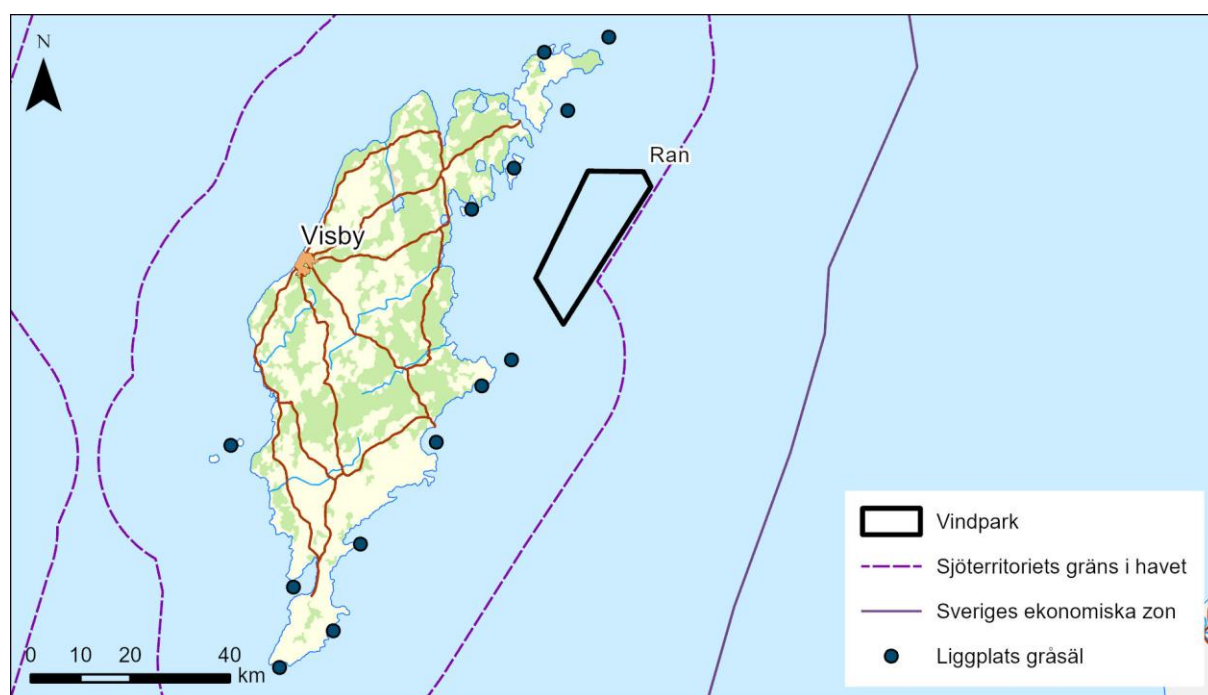 N
Ran
Visby
Vindpark
Sjöterritoriets gräns i havet
Sveriges ekonomiska zon
Liggplats gråsäl
0 10 20 40
km